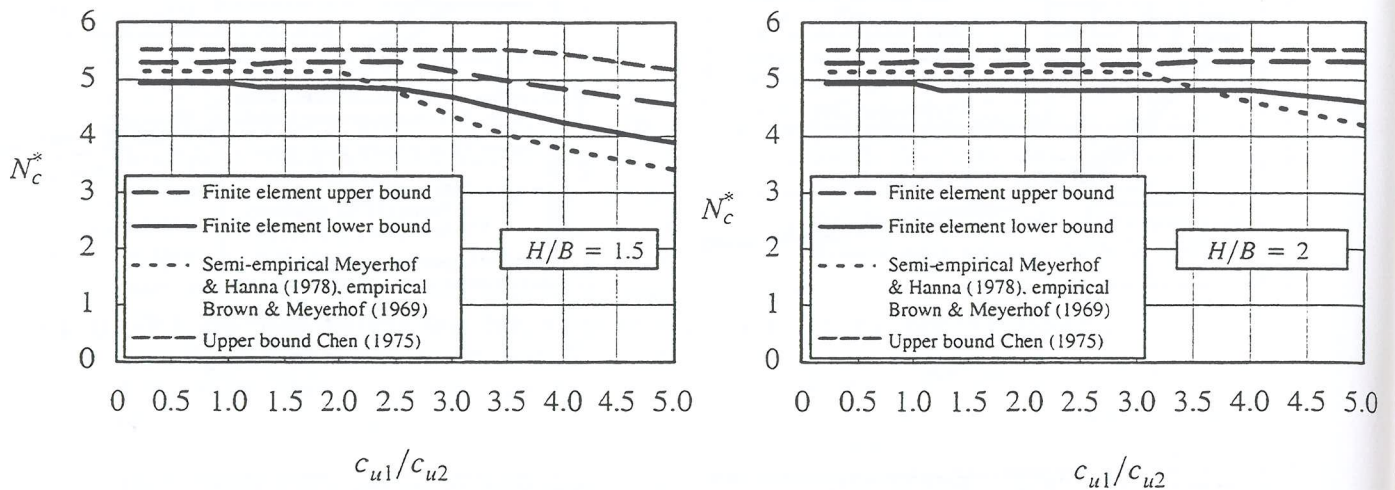 6
5
4
3
2
1
0
N*c
Finite element upper bound
Finite element lower bound
Semi-empirical Meyerhof
& Hanna (1978), empirical
Brown & Meyerhof (1969)
Upper bound Chen (1975)
H/B = 1.5
0 0.5 1.0 1.5 2.0 2.5 3.0 3.5 4.0 4.5 5.0
cu1/cu2
6
5
4
3
2
1
0
N*c
Finite element upper bound
Finite element lower bound
Semi-empirical Meyerhof
& Hanna (1978), empirical
Brown & Meyerhof (1969)
Upper bound Chen (1975)
H/B = 2
0 0.5 1.0 1.5 2.0 2.5 3.0 3.5 4.0 4.5 5.0
cu1/cu2